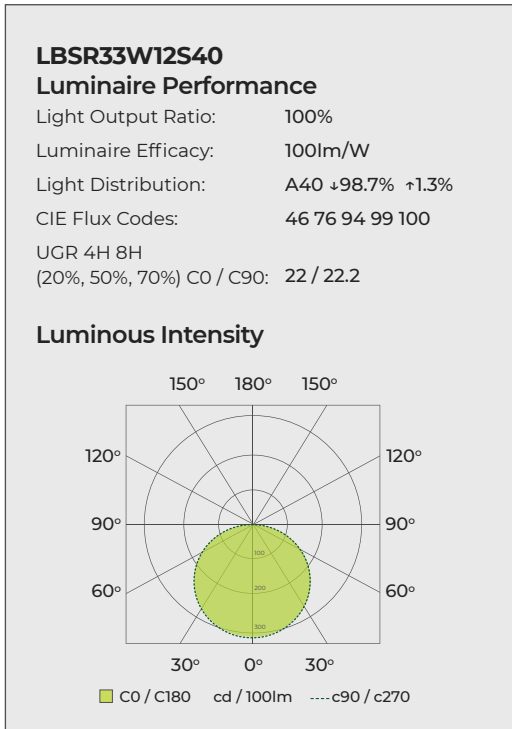 LBSR33W12S40
Luminaire Performance
Light Output Ratio: 100%
Luminaire Efficacy: 100lm/W
Light Distribution: A40 ↓98.7% ↑1.3%
CIE Flux Codes: 46 76 94 99 100
UGR 4H 8H
(20%, 50%, 70%) C0 / C90: 22 / 22.2
Luminous Intensity
150° 180° 150°
120° 120°
90° 90°
100
60° 60°
200
300
30° 0° 30°
C0 / C180 cd / 100lm c90 / c270